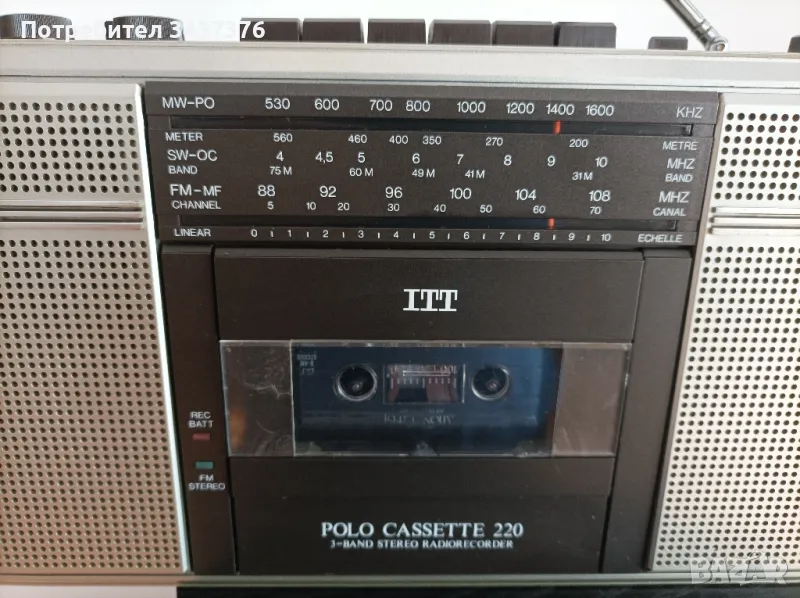 Потребител 3437376
MW-PO 530 600 700 800 1000 1200 1400 1600 KHZ
METER 560 460 400 350 270 200 METRE
SW-OC 4 4,5 5 6 7 8 9 10 MHZ
BAND 75 M 60 M 49 M 41 M 31 M BAND
FM-MF 88 92 96 100 104 108 MHZ
CHANNEL 5 10 20 30 40 50 60 70 CANAL
LINEAR 0 1 2 3 4 5 6 7 8 9 10 ECHELLE
ITT
REC
BATT
FM
STEREO
POLO CASSETTE 220
3-BAND STEREO RADIORECORDER
BAZAR